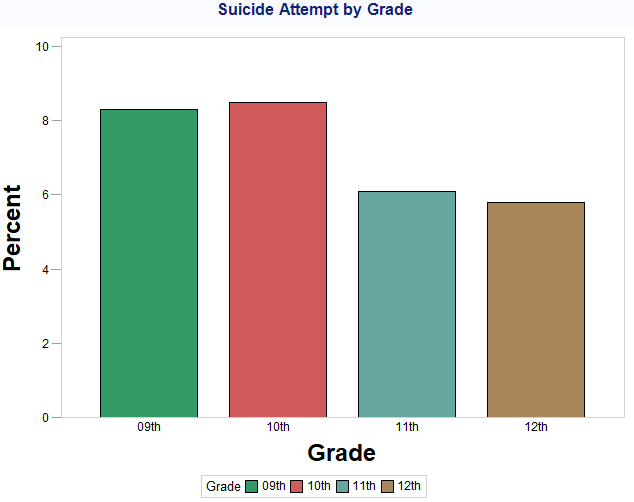 Suicide Attempt by Grade
10
8
6
4
2
0
Percent
09th 10th 11th 12th
Grade
Grade 09th 10th 11th 12th